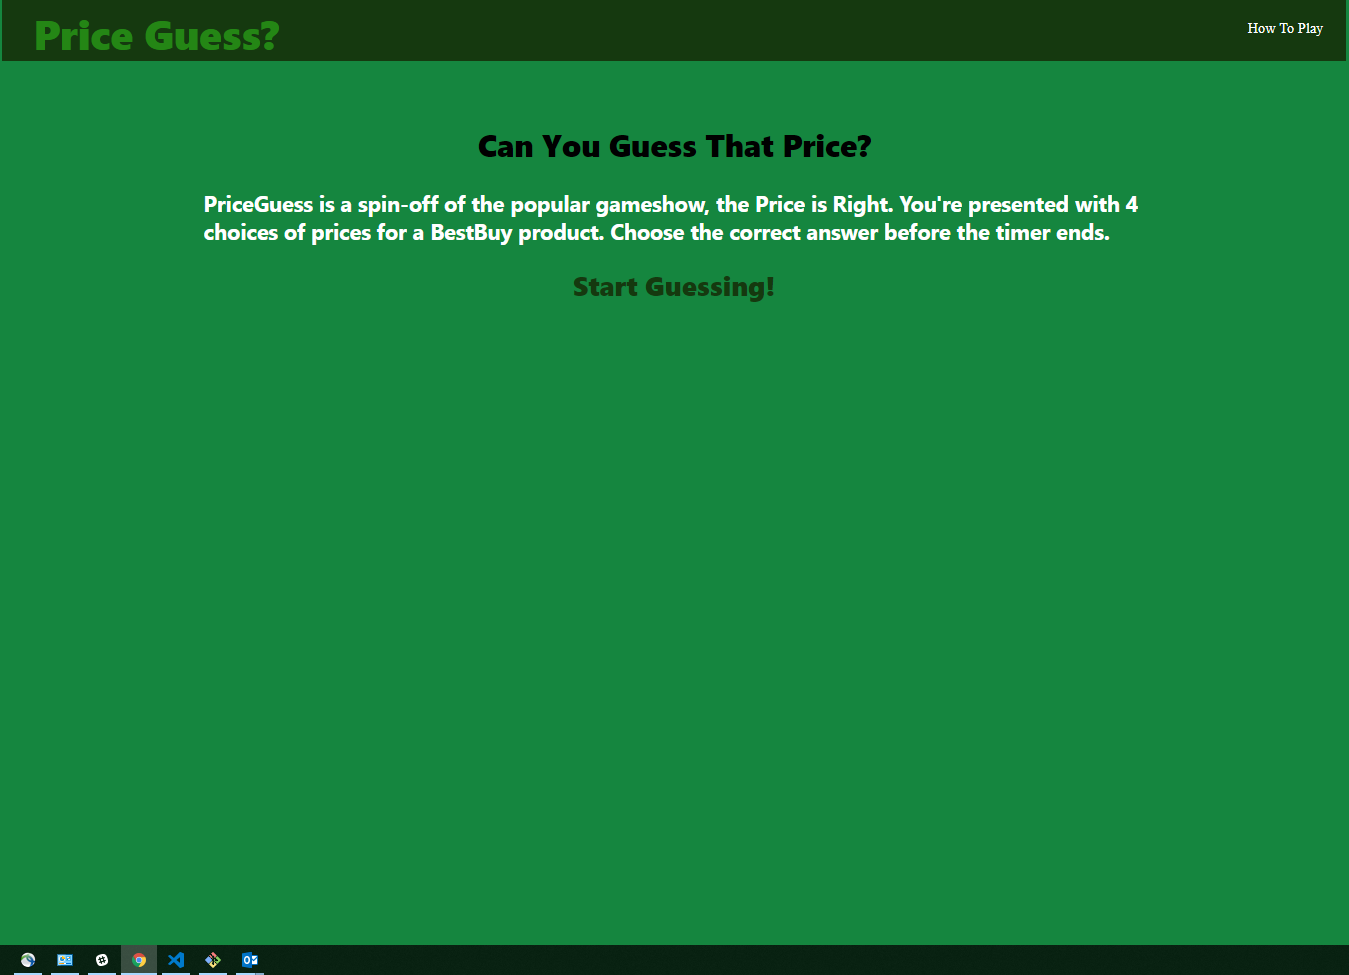 Price Guess?
How To Play
Can You Guess That Price?
PriceGuess is a spin-off of the popular gameshow, the Price is Right. You're presented with 4
choices of prices for a BestBuy product. Choose the correct answer before the timer ends.
Start Guessing!